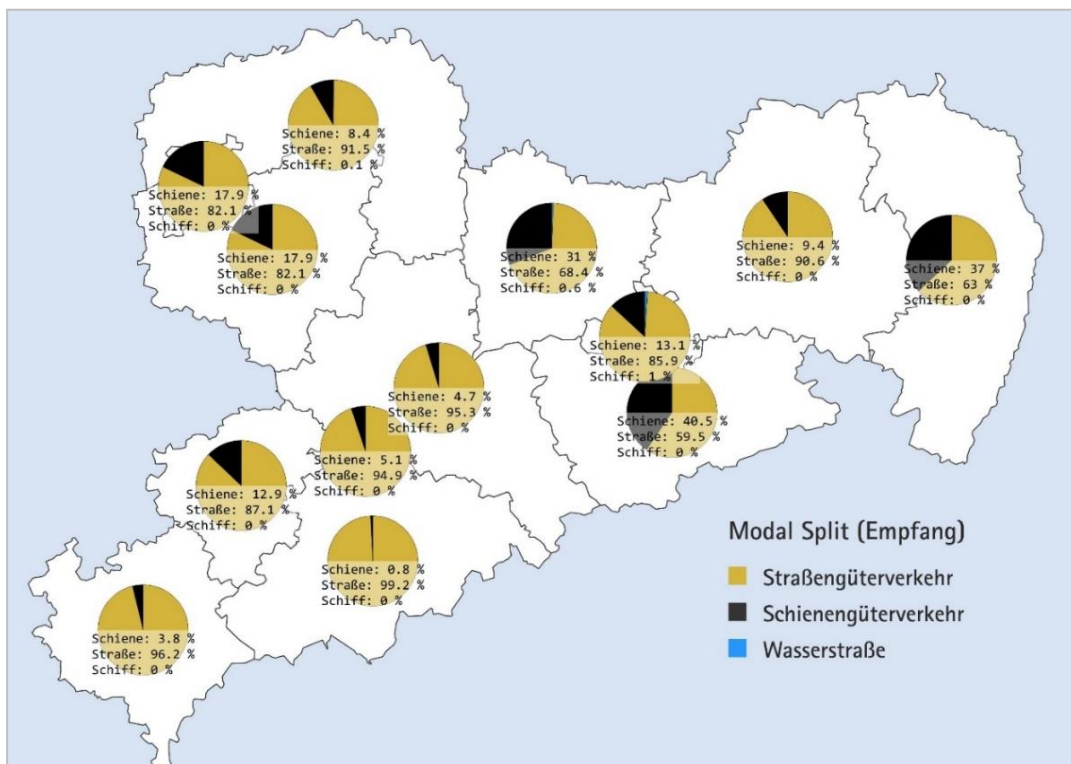 Schiene: 8.4 %
Straße: 91.5 %
Schiff: 0.1 %
Schiene: 17.9 %
Straße: 82.1 %
Schiff: 0 %
Schiene: 17.9 %
Straße: 82.1 %
Schiff: 0 %
Schiene: 31 %
Straße: 68.4 %
Schiff: 0.6 %
Schiene: 9.4 %
Straße: 90.6 %
Schiff: 0 %
Schiene: 37 %
Straße: 63 %
Schiff: 0 %
Schiene: 13.1 %
Straße: 85.9 %
Schiff: 1 %
Schiene: 4.7 %
Straße: 95.3 %
Schiff: 0 %
Schiene: 40.5 %
Straße: 59.5 %
Schiff: 0 %
Schiene: 5.1 %
Straße: 94.9 %
Schiff: 0 %
Schiene: 12.9 %
Straße: 87.1 %
Schiff: 0 %
Schiene: 0.8 %
Straße: 99.2 %
Schiff: 0 %
Schiene: 3.8 %
Straße: 96.2 %
Schiff: 0 %
Modal Split (Empfang)
Straßengüterverkehr
Schienengüterverkehr
Wasserstraße